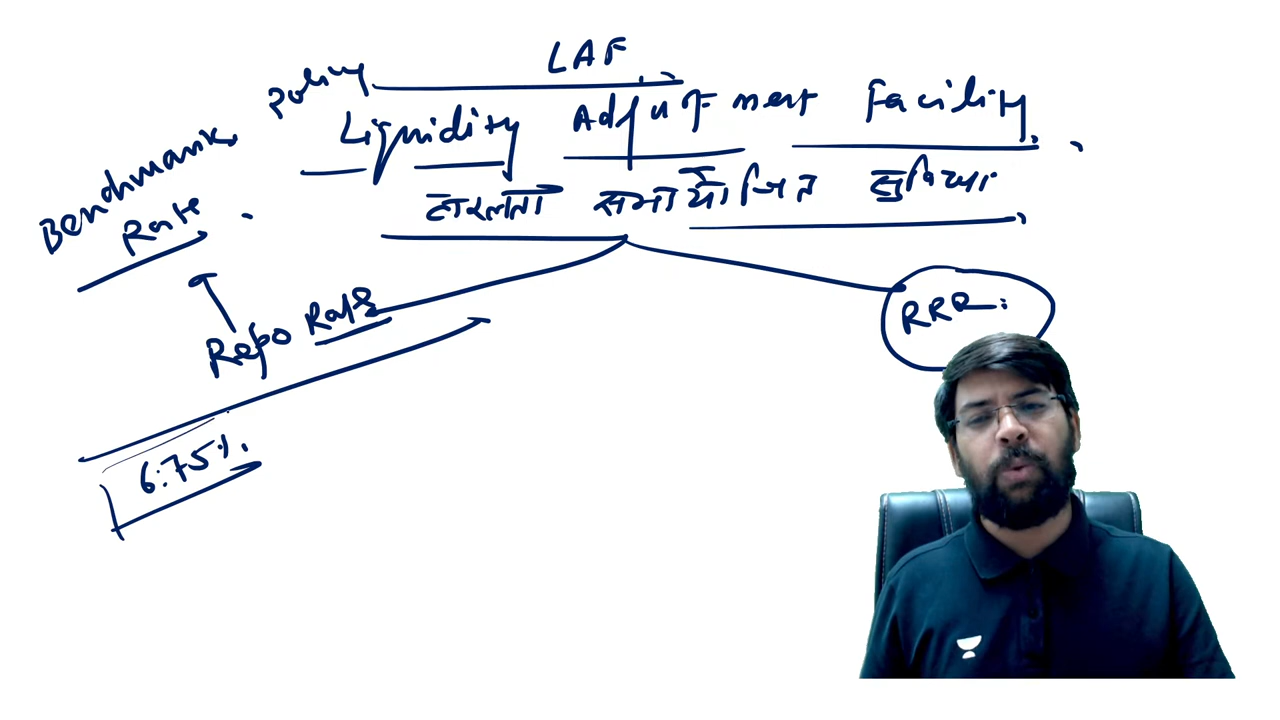 LAF
Policy
Liquidity Adjustment Facility
तरलता समायोजित सुविधा
Benchmark
Rate
Repo Rate
RRR
6.75%